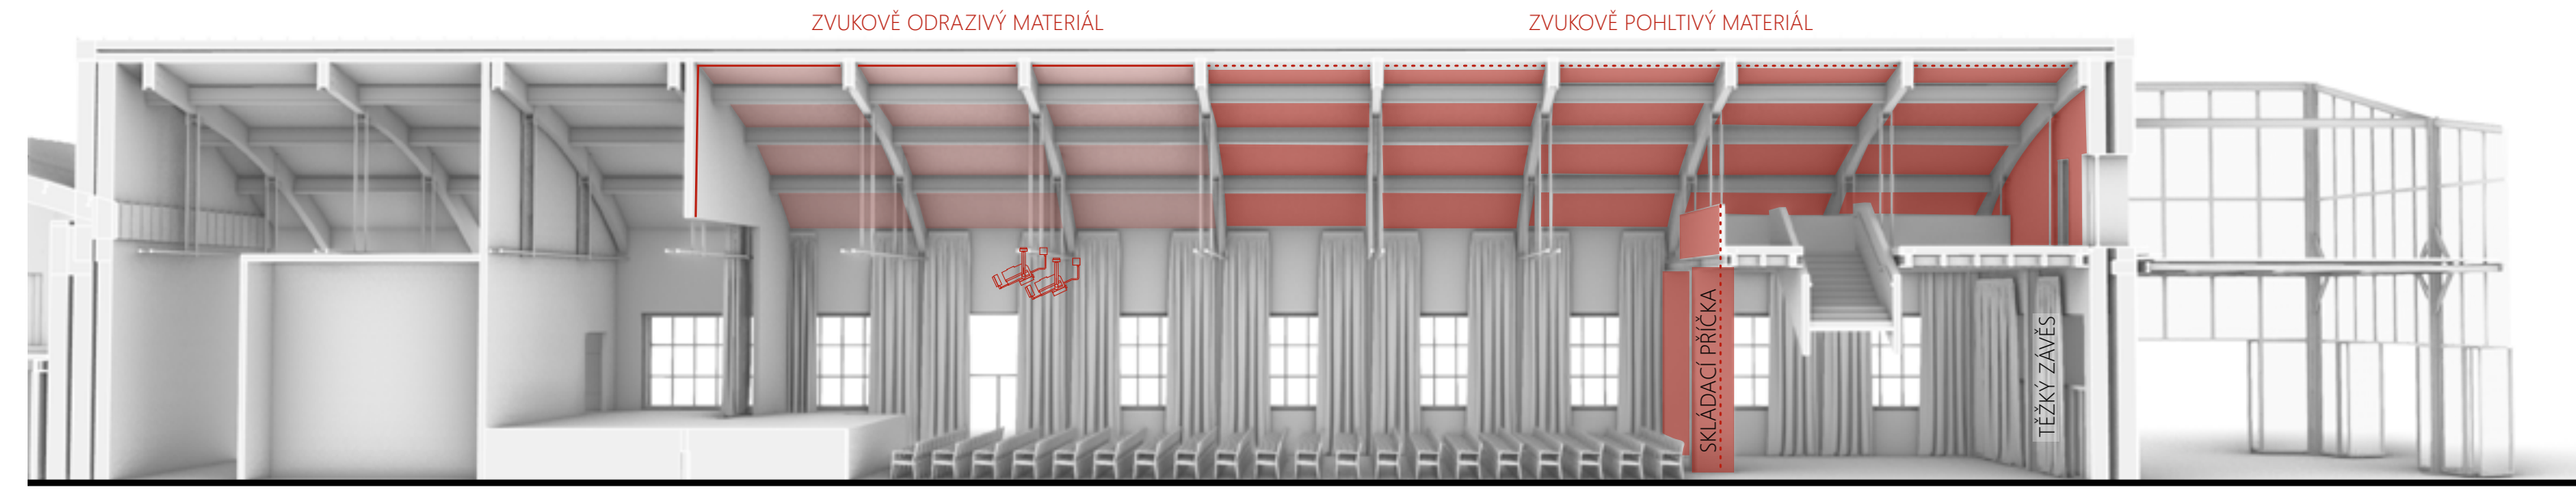 ZVUKOVĚ ODRAZIVÝ MATERIÁL
ZVUKOVĚ POHLTIVÝ MATERIÁL
SKLÁDACÍ PŘÍČKA
TĚŽKÝ ZÁVĚS